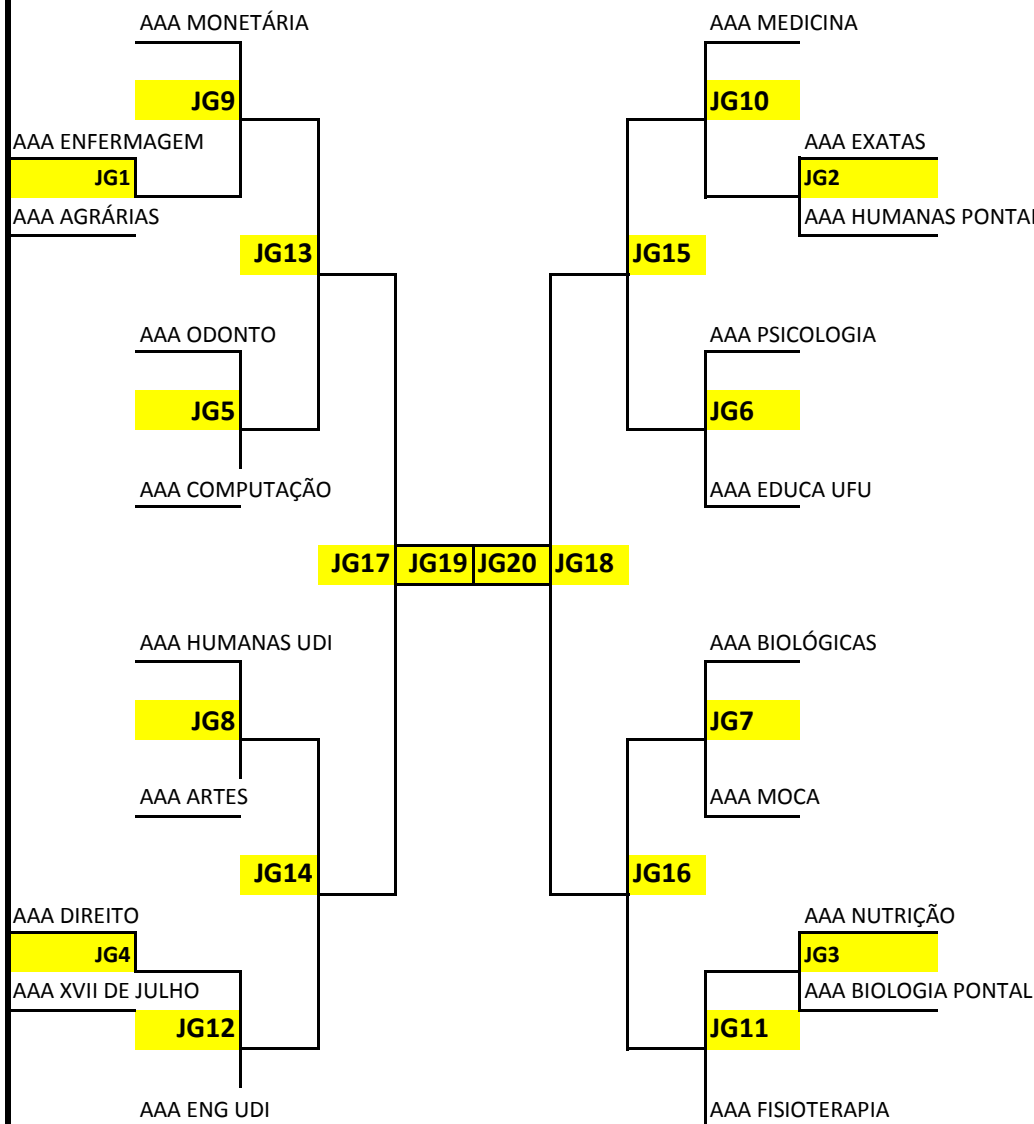 AAA MONETÁRIA
AAA MEDICINA
JG9
JG10
AAA ENFERMAGEM
AAA EXATAS
JG1
JG2
AAA AGRÁRIAS
AAA HUMANAS PONTAL
JG13
JG15
AAA ODONTO
AAA PSICOLOGIA
JG5
JG6
AAA COMPUTAÇÃO
AAA EDUCA UFU
JG17 JG19 JG20 JG18
AAA HUMANAS UDI
AAA BIOLÓGICAS
JG8
JG7
AAA ARTES
AAA MOCA
JG14
JG16
AAA DIREITO
AAA NUTRIÇÃO
JG4
JG3
AAA XVII DE JULHO
AAA BIOLOGIA PONTAL
JG12
JG11
AAA ENG UDI
AAA FISIOTERAPIA